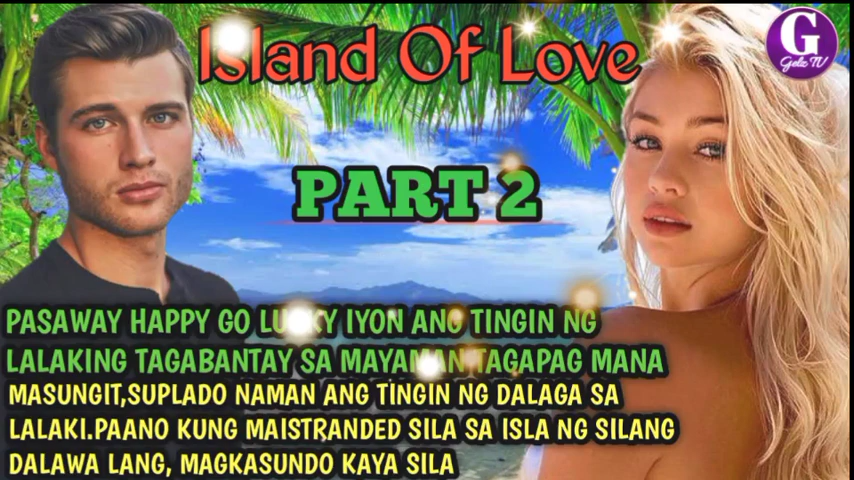 Island Of Love
G
Gelz TV
PART 2
PASAWAY HAPPY GO LUCKY IYON ANG TINGIN NG
LALAKING TAGABANTAY SA MAYAMAN TAGAPAG MANA
MASUNGIT,SUPLADO NAMAN ANG TINGIN NG DALAGA SA
LALAKI.PAANO KUNG MAISTRANDED SILA SA ISLA NG SILANG
DALAWA LANG, MAGKASUNDO KAYA SILA